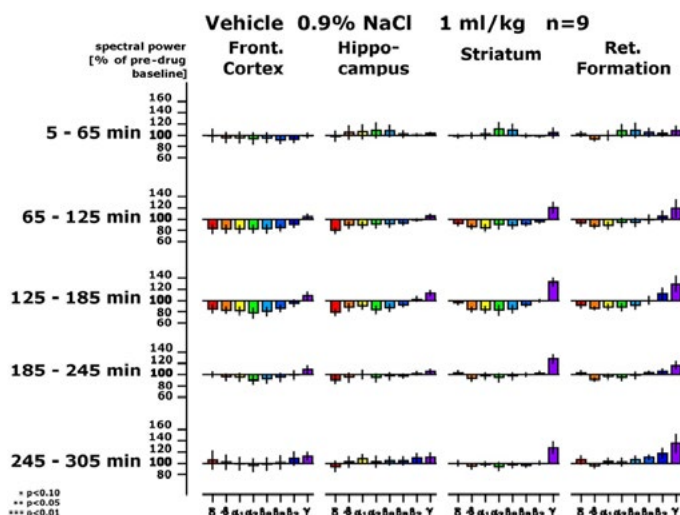 Vehicle 0.9% NaCl 1 ml/kg n=9
spectral power
[% of pre-drug
baseline]
Front.
Cortex
Hippo-
campus
Striatum
Ret.
Formation
5 - 65 min
160
140
120
100
80
60
65 - 125 min
140
120
100
80
60
125 - 185 min
140
120
100
80
60
185 - 245 min
140
120
100
80
60
245 - 305 min
160
140
120
100
80
* p<0.10
** p<0.05
*** p<0.01